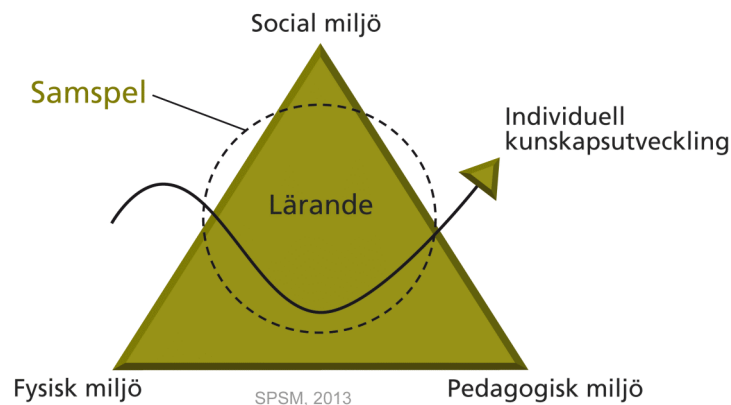 Social miljö
Samspel
Individuell
kunskapsutveckling
Lärande
Fysisk miljö
Pedagogisk miljö
SPSM, 2013